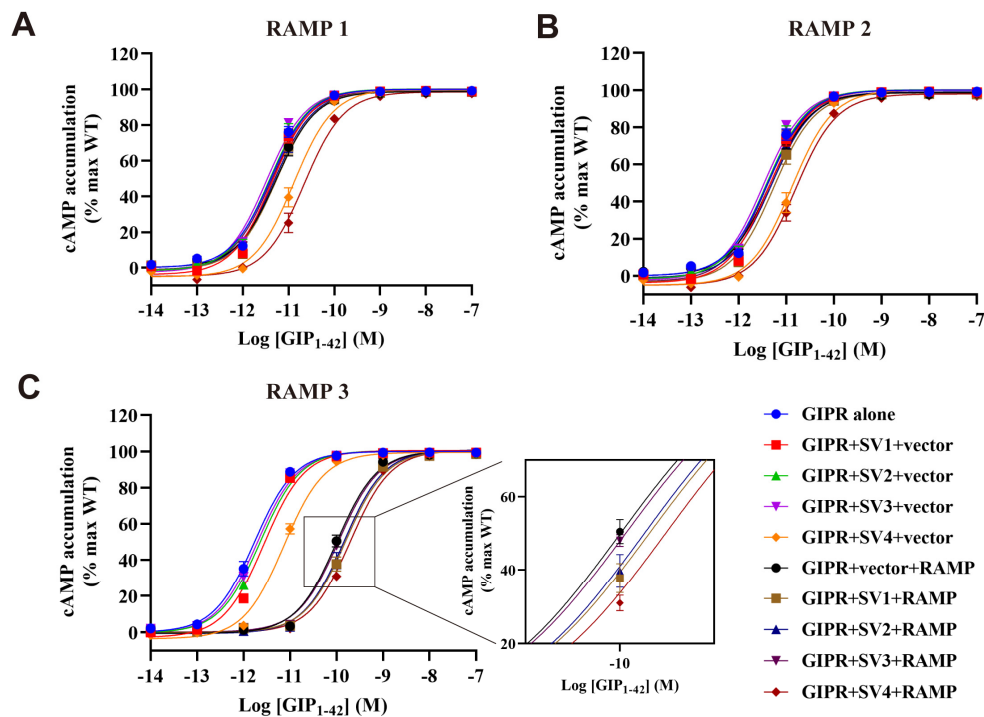 A
RAMP 1
120
100
80
60
40
20
0
cAMP accumulation
(% max WT)
-14 -13 -12 -11 -10 -9 -8 -7
Log [GIP1-42] (M)
B
RAMP 2
120
100
80
60
40
20
0
cAMP accumulation
(% max WT)
-14 -13 -12 -11 -10 -9 -8 -7
Log [GIP1-42] (M)
C
RAMP 3
120
100
80
60
40
20
0
cAMP accumulation
(% max WT)
-14 -13 -12 -11 -10 -9 -8 -7
Log [GIP1-42] (M)
60
40
20
cAMP accumulation
(% max WT)
-10
Log [GIP1-42] (M)
GIPR alone
GIPR+SV1+vector
GIPR+SV2+vector
GIPR+SV3+vector
GIPR+SV4+vector
GIPR+vector+RAMP
GIPR+SV1+RAMP
GIPR+SV2+RAMP
GIPR+SV3+RAMP
GIPR+SV4+RAMP